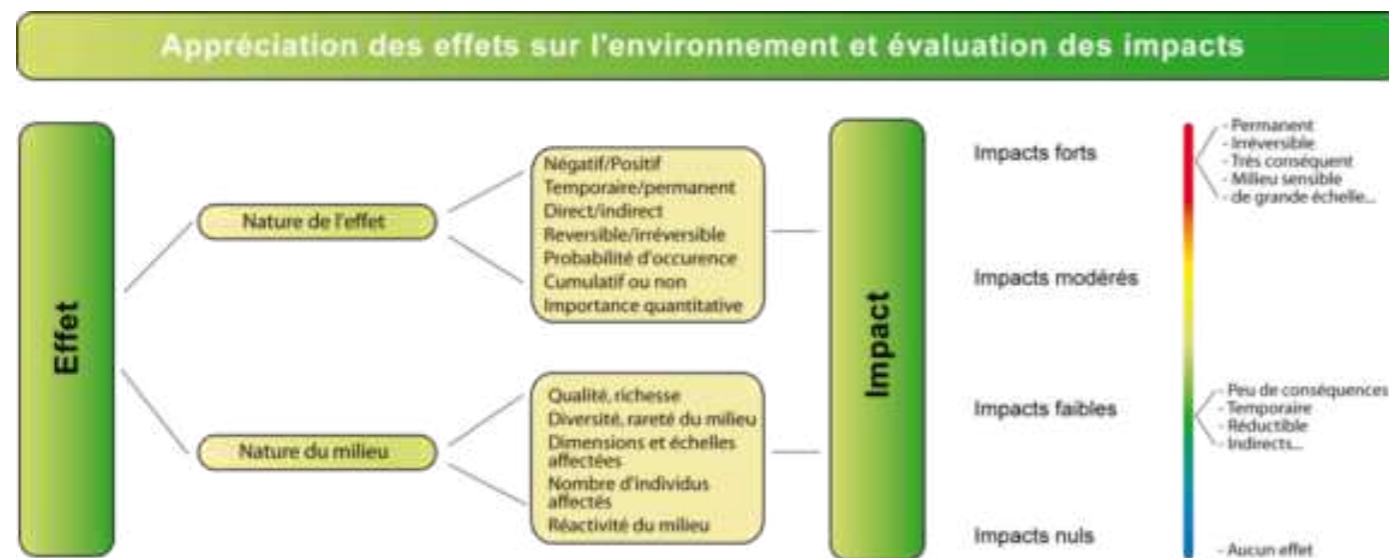 Appréciation des effets sur l'environnement et évaluation des impacts
Effet
Nature de l'effet
Négatif/Positif
Temporaire/permanent
Direct/indirect
Reversible/irréversible
Probabilité d'occurence
Cumulatif ou non
Importance quantitative
Nature du milieu
Qualité, richesse
Diversité, rareté du milieu
Dimensions et échelles
affectées
Nombre d'individus
affectés
Réactivité du milieu
Impact
Impacts forts
- Permanent
- Irréversible
- Très conséquent
- Milieu sensible
- de grande échelle...
Impacts modérés
Impacts faibles
- Peu de conséquences
- Temporaire
- Réductible
- Indirects...
Impacts nuls
- Aucun effet